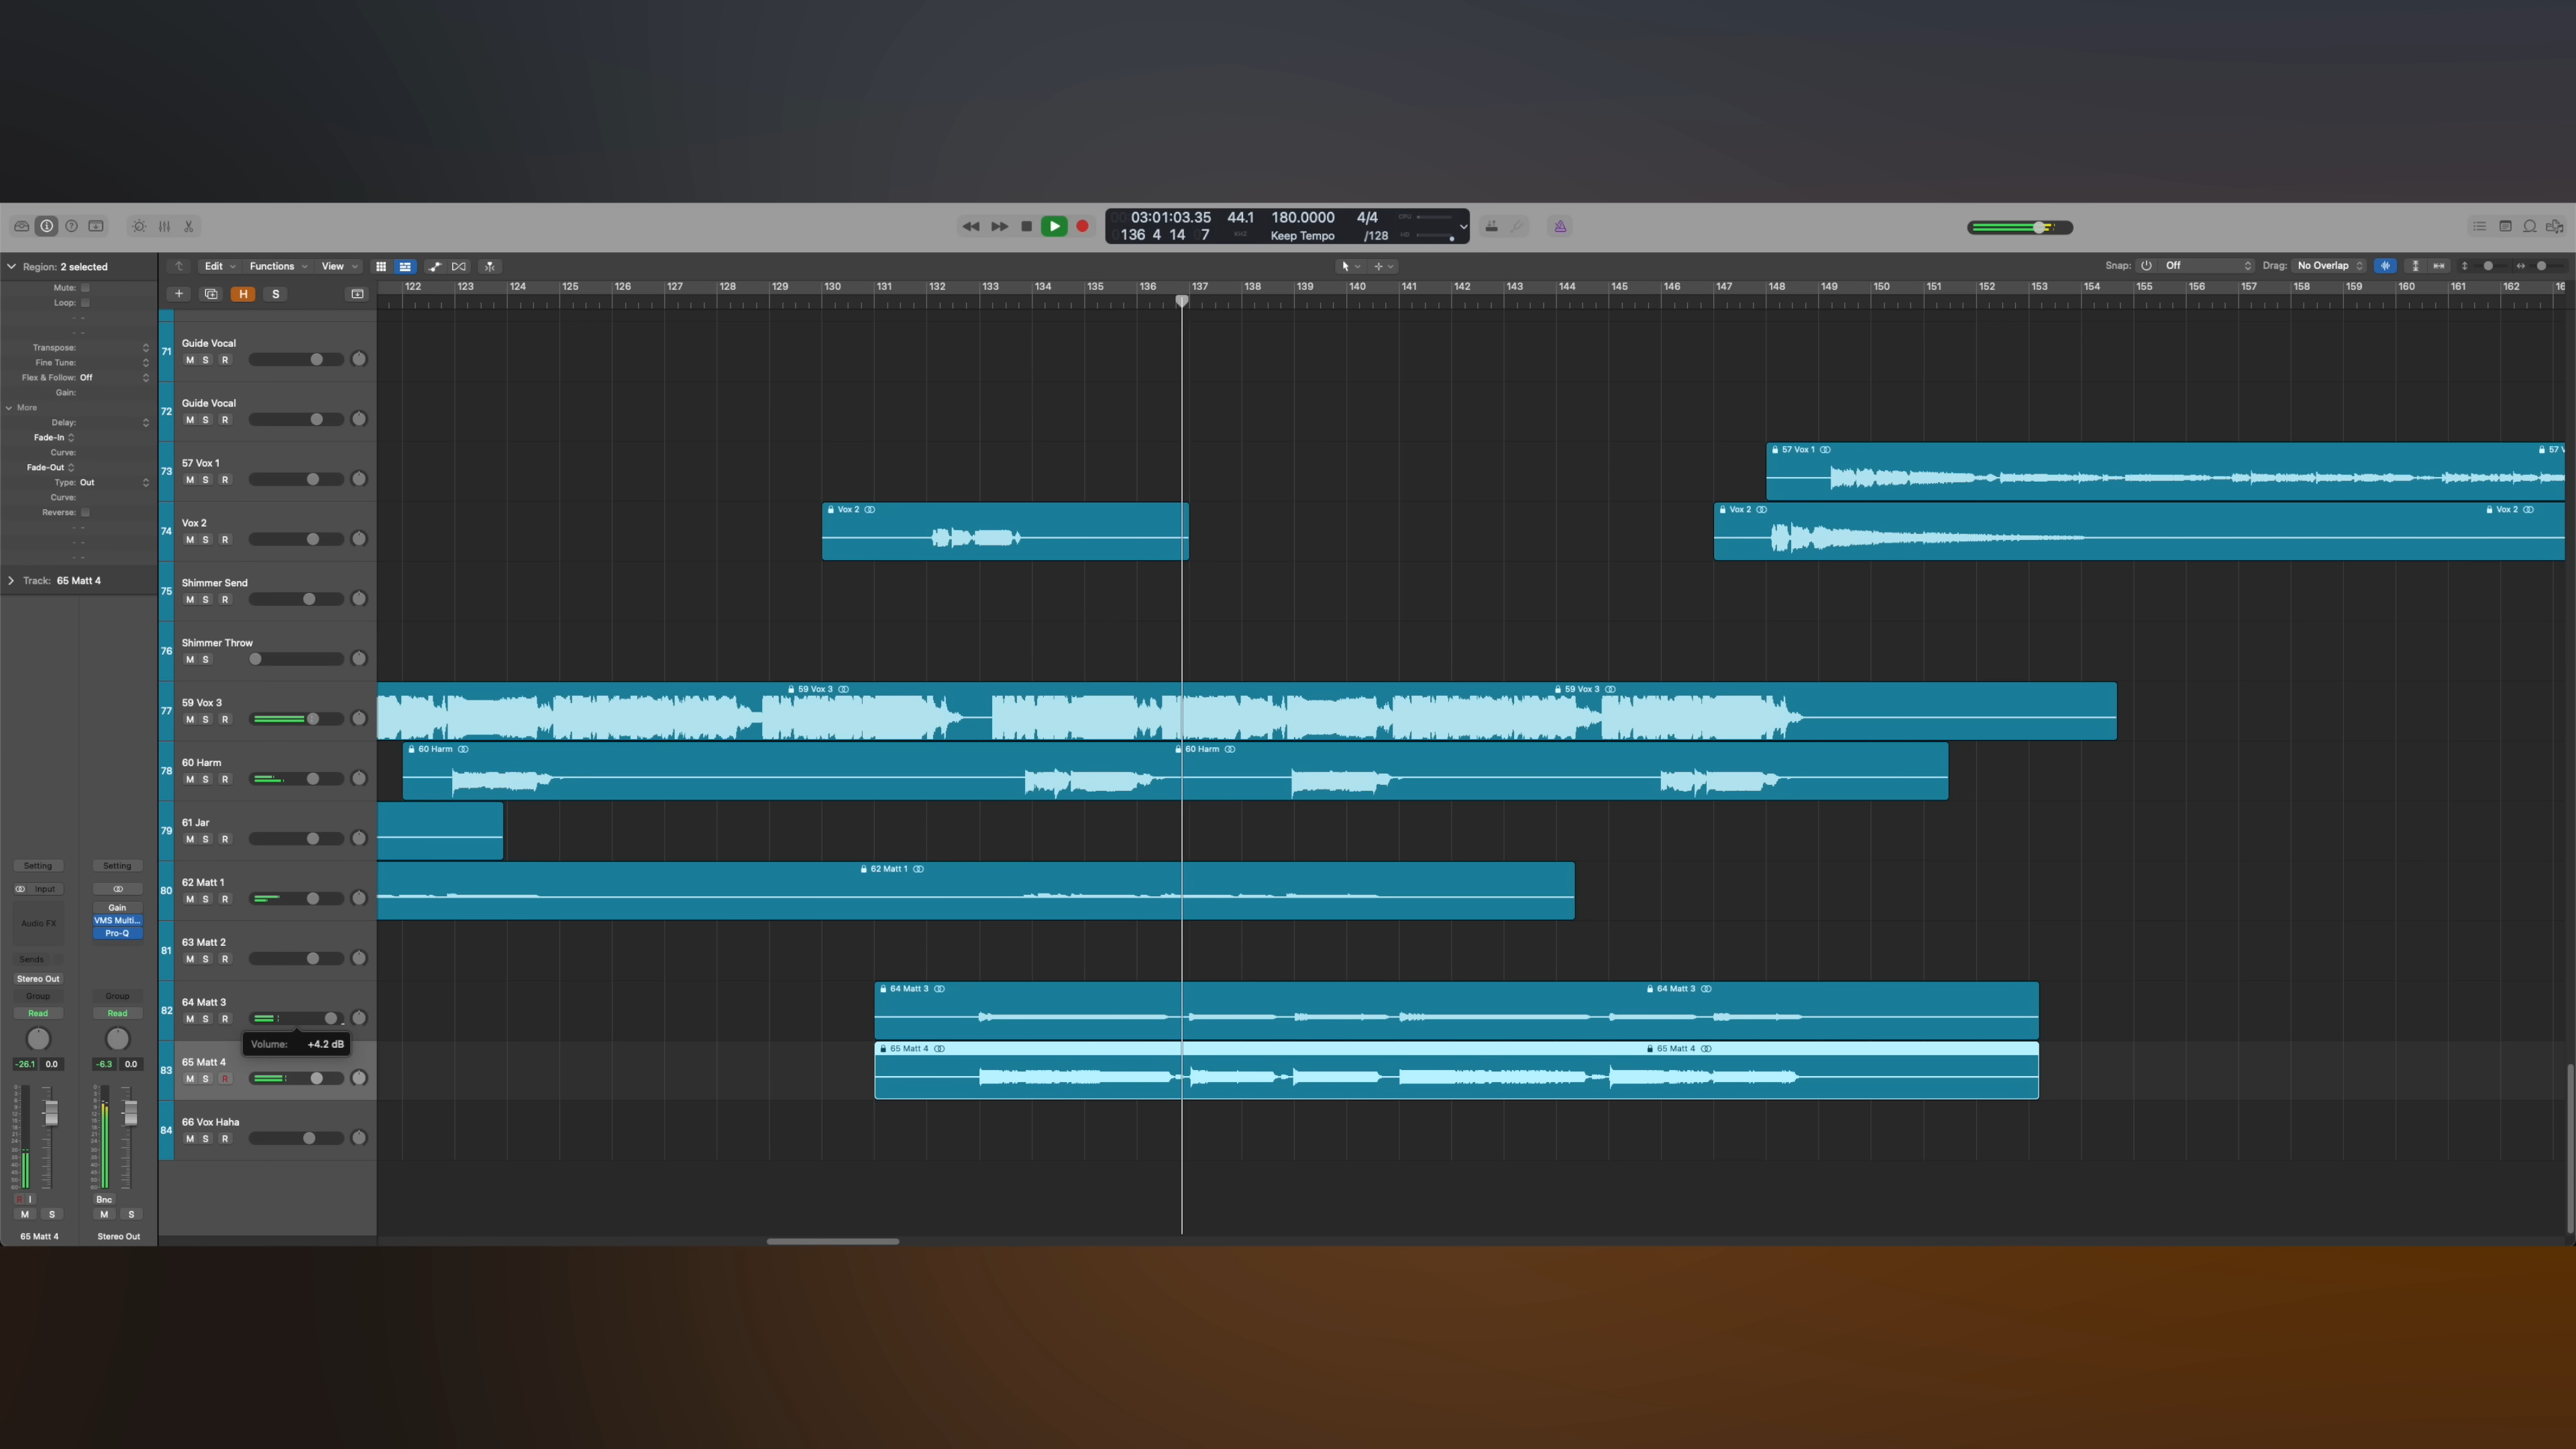 03:01:03.35 44.1 180.0000 4/4 CPU
136 4 14 7 Keep Tempo /128 HD
Region: 2 selected
Edit Functions View
Snap: Off Drag: No Overlap
Mute:
Loop:
Transpose:
Fine Tune:
Flex & Follow: Off
Gain:
More
Delay:
Fade-In
Curve:
Fade-Out
Type: Out
Curve:
Reverse:
Track: 65 Matt 4
H S
122 123 124 125 126 127 128 129 130 131 132 133 134 135 136 137 138 139 140 141 142 143 144 145 146 147 148 149 150 151 152 153 154 155 156 157 158 159 160 161 162
71 Guide Vocal
M S R
72 Guide Vocal
M S R
73 57 Vox 1
M S R
57 Vox 1
74 Vox 2
M S R
Vox 2 Vox 2 Vox 2
75 Shimmer Send
M S R
76 Shimmer Throw
M S
77 59 Vox 3
M S R
59 Vox 3 59 Vox 3
78 60 Harm
M S R
60 Harm 60 Harm
79 61 Jar
M S R
80 62 Matt 1
M S R
62 Matt 1
81 63 Matt 2
M S R
82 64 Matt 3
M S R
64 Matt 3 64 Matt 3
Volume: +4.2 dB
83 65 Matt 4
M S R
65 Matt 4 65 Matt 4
84 66 Vox Haha
M S R
Setting Setting
Input
Gain
Audio FX VMS Multi...
Pro-Q
Sends
Stereo Out
Group Group
Read Read
-26.1 0.0 -6.3 0.0
R I Bnc
M S M S
65 Matt 4 Stereo Out